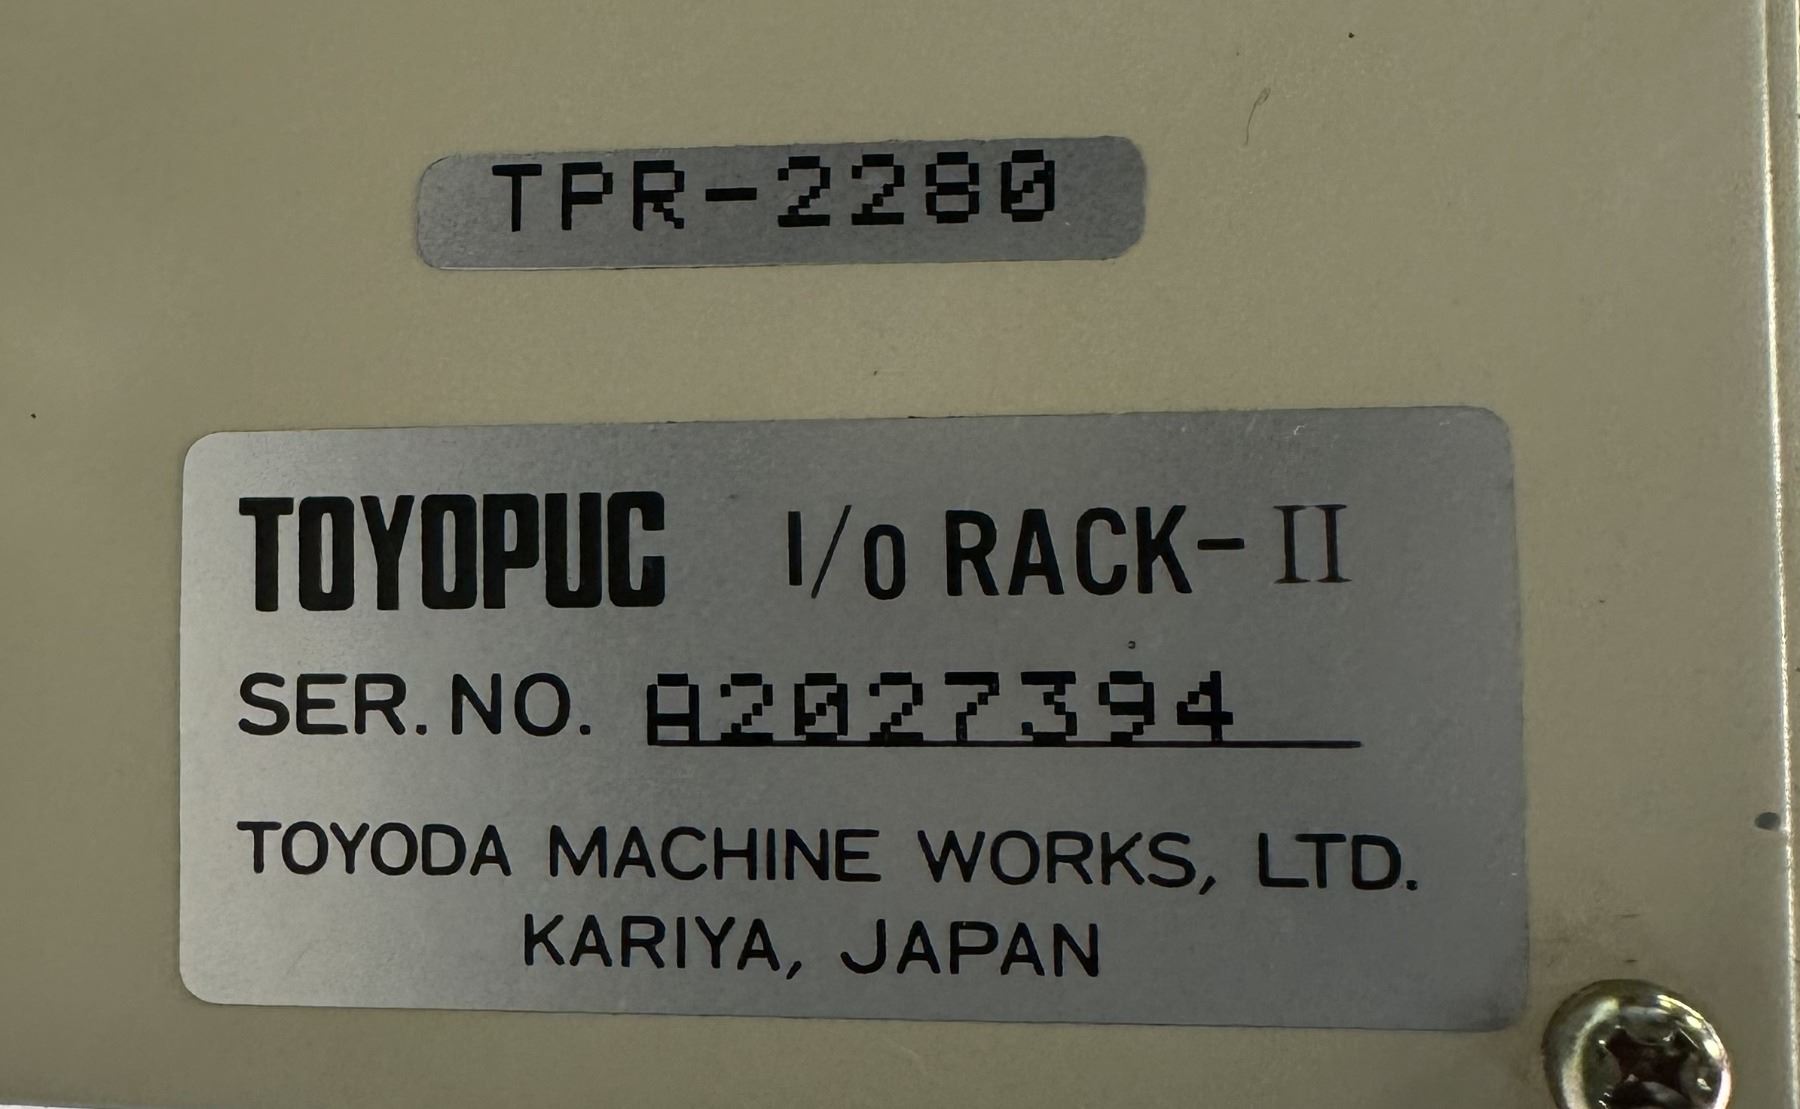 TPR-2280
TOYOPUC I/O RACK-II
SER. NO. A2027394
TOYODA MACHINE WORKS, LTD.
KARIYA, JAPAN